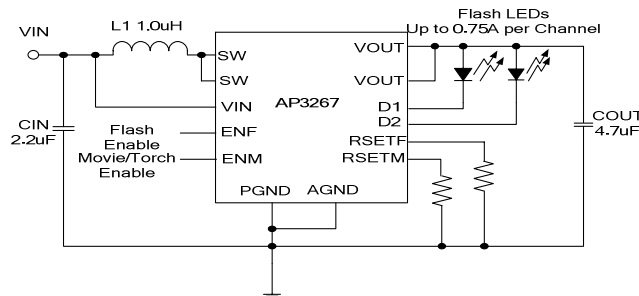 Flash LEDs
Up to 0.75A per Channel
VIN
L1 1.0uH
SW
SW
VIN
AP3267
VOUT
VOUT
D1
D2
RSETF
RSETM
ENF
ENM
PGND
AGND
CIN
2.2uF
Flash
Enable
Movie/Torch
Enable
COUT
4.7uF